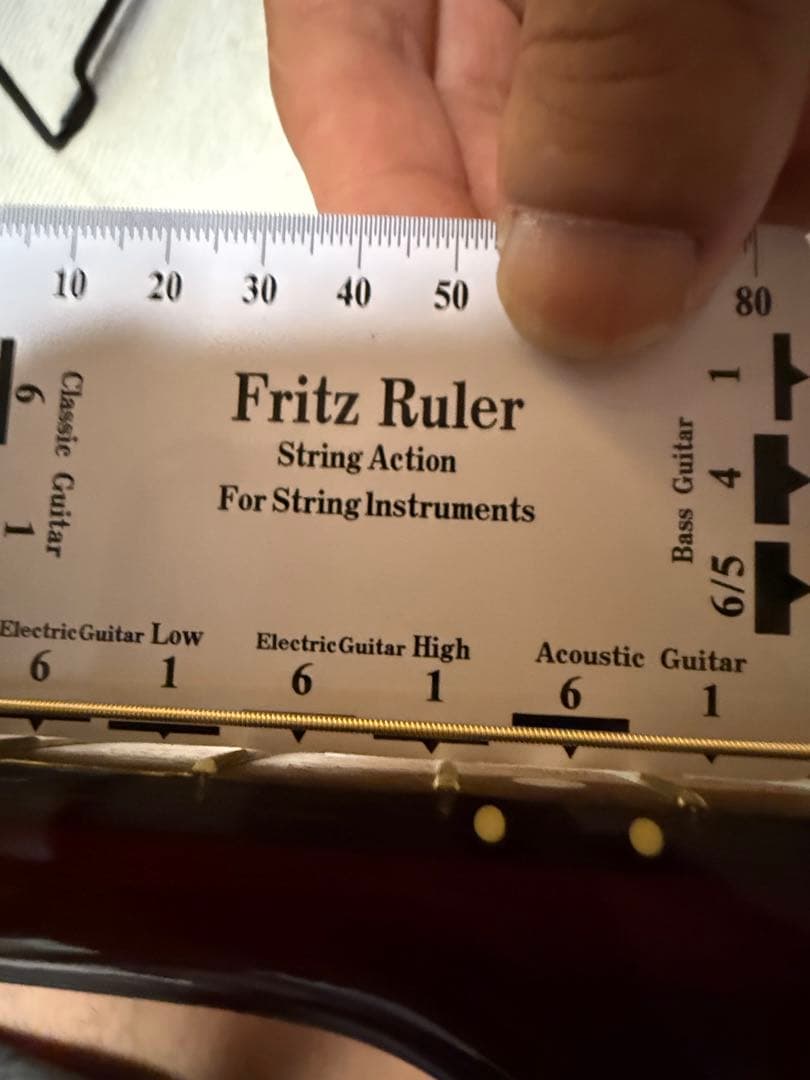 10 20 30 40 50 80
Fritz Ruler
String Action
For String Instruments
Classic Guitar
6 1
Bass Guitar
1 4 6/5
Electric Guitar Low
6 1
Electric Guitar High
6 1
Acoustic Guitar
6 1